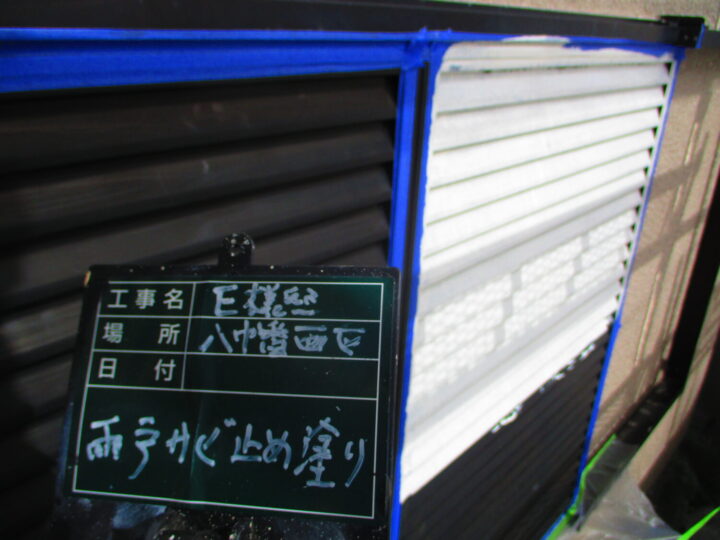 工事名 E様邸
場所 八幡西区
日付
雨戸サビ止め塗り